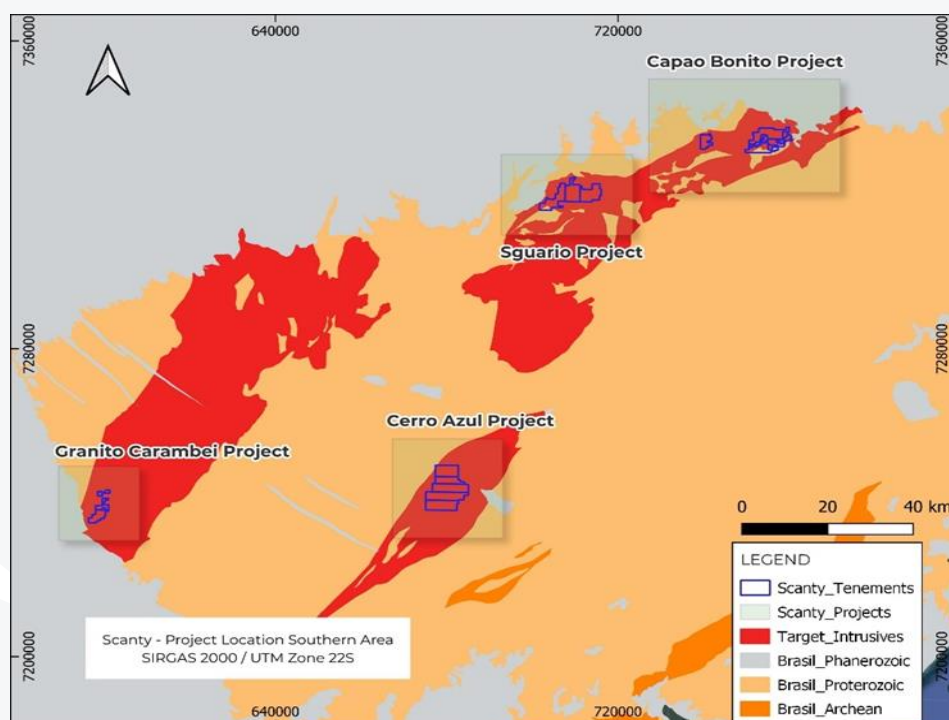 640000
720000
7360000
7360000
Capao Bonito Project
Sguario Project
7280000
7280000
Cerro Azul Project
Granito Carambei Project
0 20 40 km
LEGEND
Scanty_Tenements
Scanty_Projects
Target_Intrusives
Brasil_Phanerozoic
Brasil_Proterozoic
Brasil_Archean
Scanty - Project Location Southern Area
SIRGAS 2000 / UTM Zone 22S
7200000
7200000
640000
720000